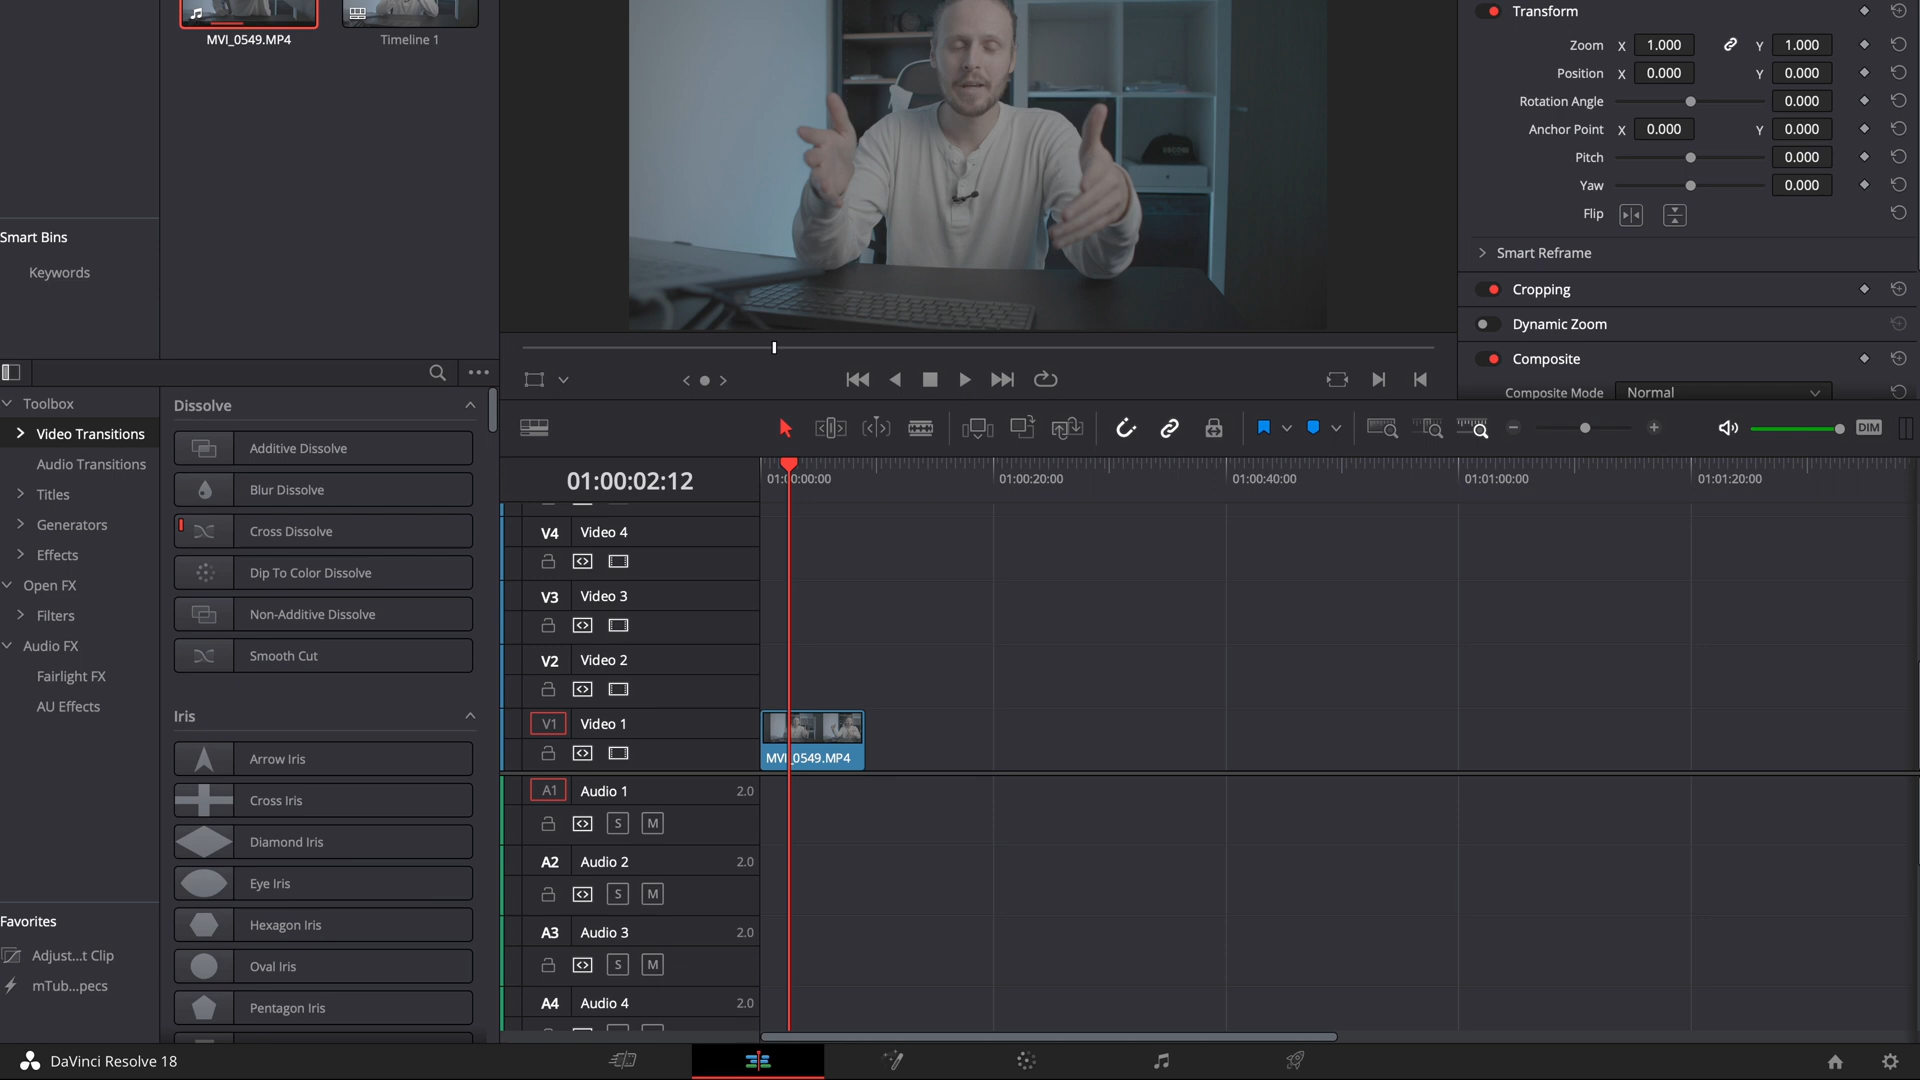 MVI_0549.MP4
Timeline 1
Smart Bins
Keywords
Toolbox
Video Transitions
Audio Transitions
Titles
Generators
Effects
Open FX
Filters
Audio FX
Fairlight FX
AU Effects
Favorites
Adjust...t Clip
mTub...pecs
Dissolve
Additive Dissolve
Blur Dissolve
Cross Dissolve
Dip To Color Dissolve
Non-Additive Dissolve
Smooth Cut
Iris
Arrow Iris
Cross Iris
Diamond Iris
Eye Iris
Hexagon Iris
Oval Iris
Pentagon Iris
Transform
Zoom X 1.000 Y 1.000
Position X 0.000 Y 0.000
Rotation Angle 0.000
Anchor Point X 0.000 Y 0.000
Pitch 0.000
Yaw 0.000
Flip
Smart Reframe
Cropping
Dynamic Zoom
Composite
Composite Mode Normal
DIM
01:00:02:12
01:00:00:00 01:00:20:00 01:00:40:00 01:01:00:00 01:01:20:00
V4 Video 4
V3 Video 3
V2 Video 2
V1 Video 1
MVI_0549.MP4
A1 Audio 1 2.0
S M
A2 Audio 2 2.0
S M
A3 Audio 3 2.0
S M
A4 Audio 4 2.0
DaVinci Resolve 18